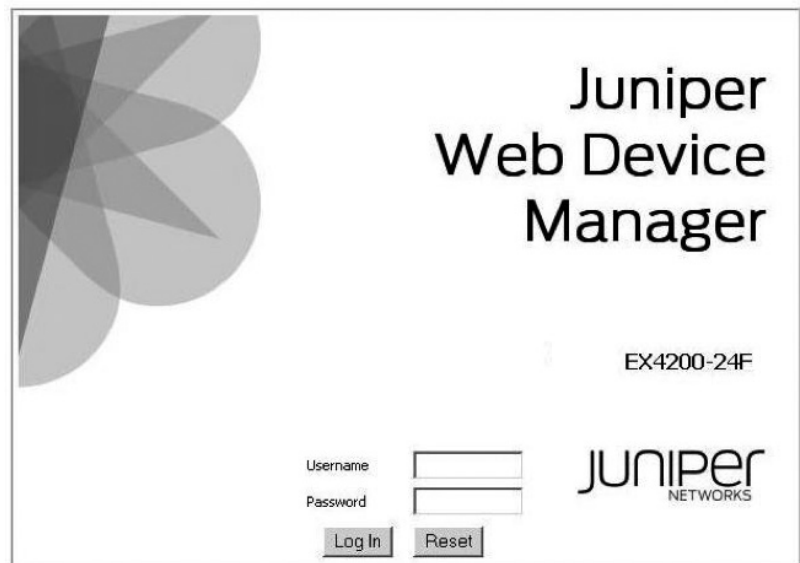 Juniper
Web Device
Manager
EX4200-24F
Username
Password
JUNIPER
NETWORKS
Log In
Reset